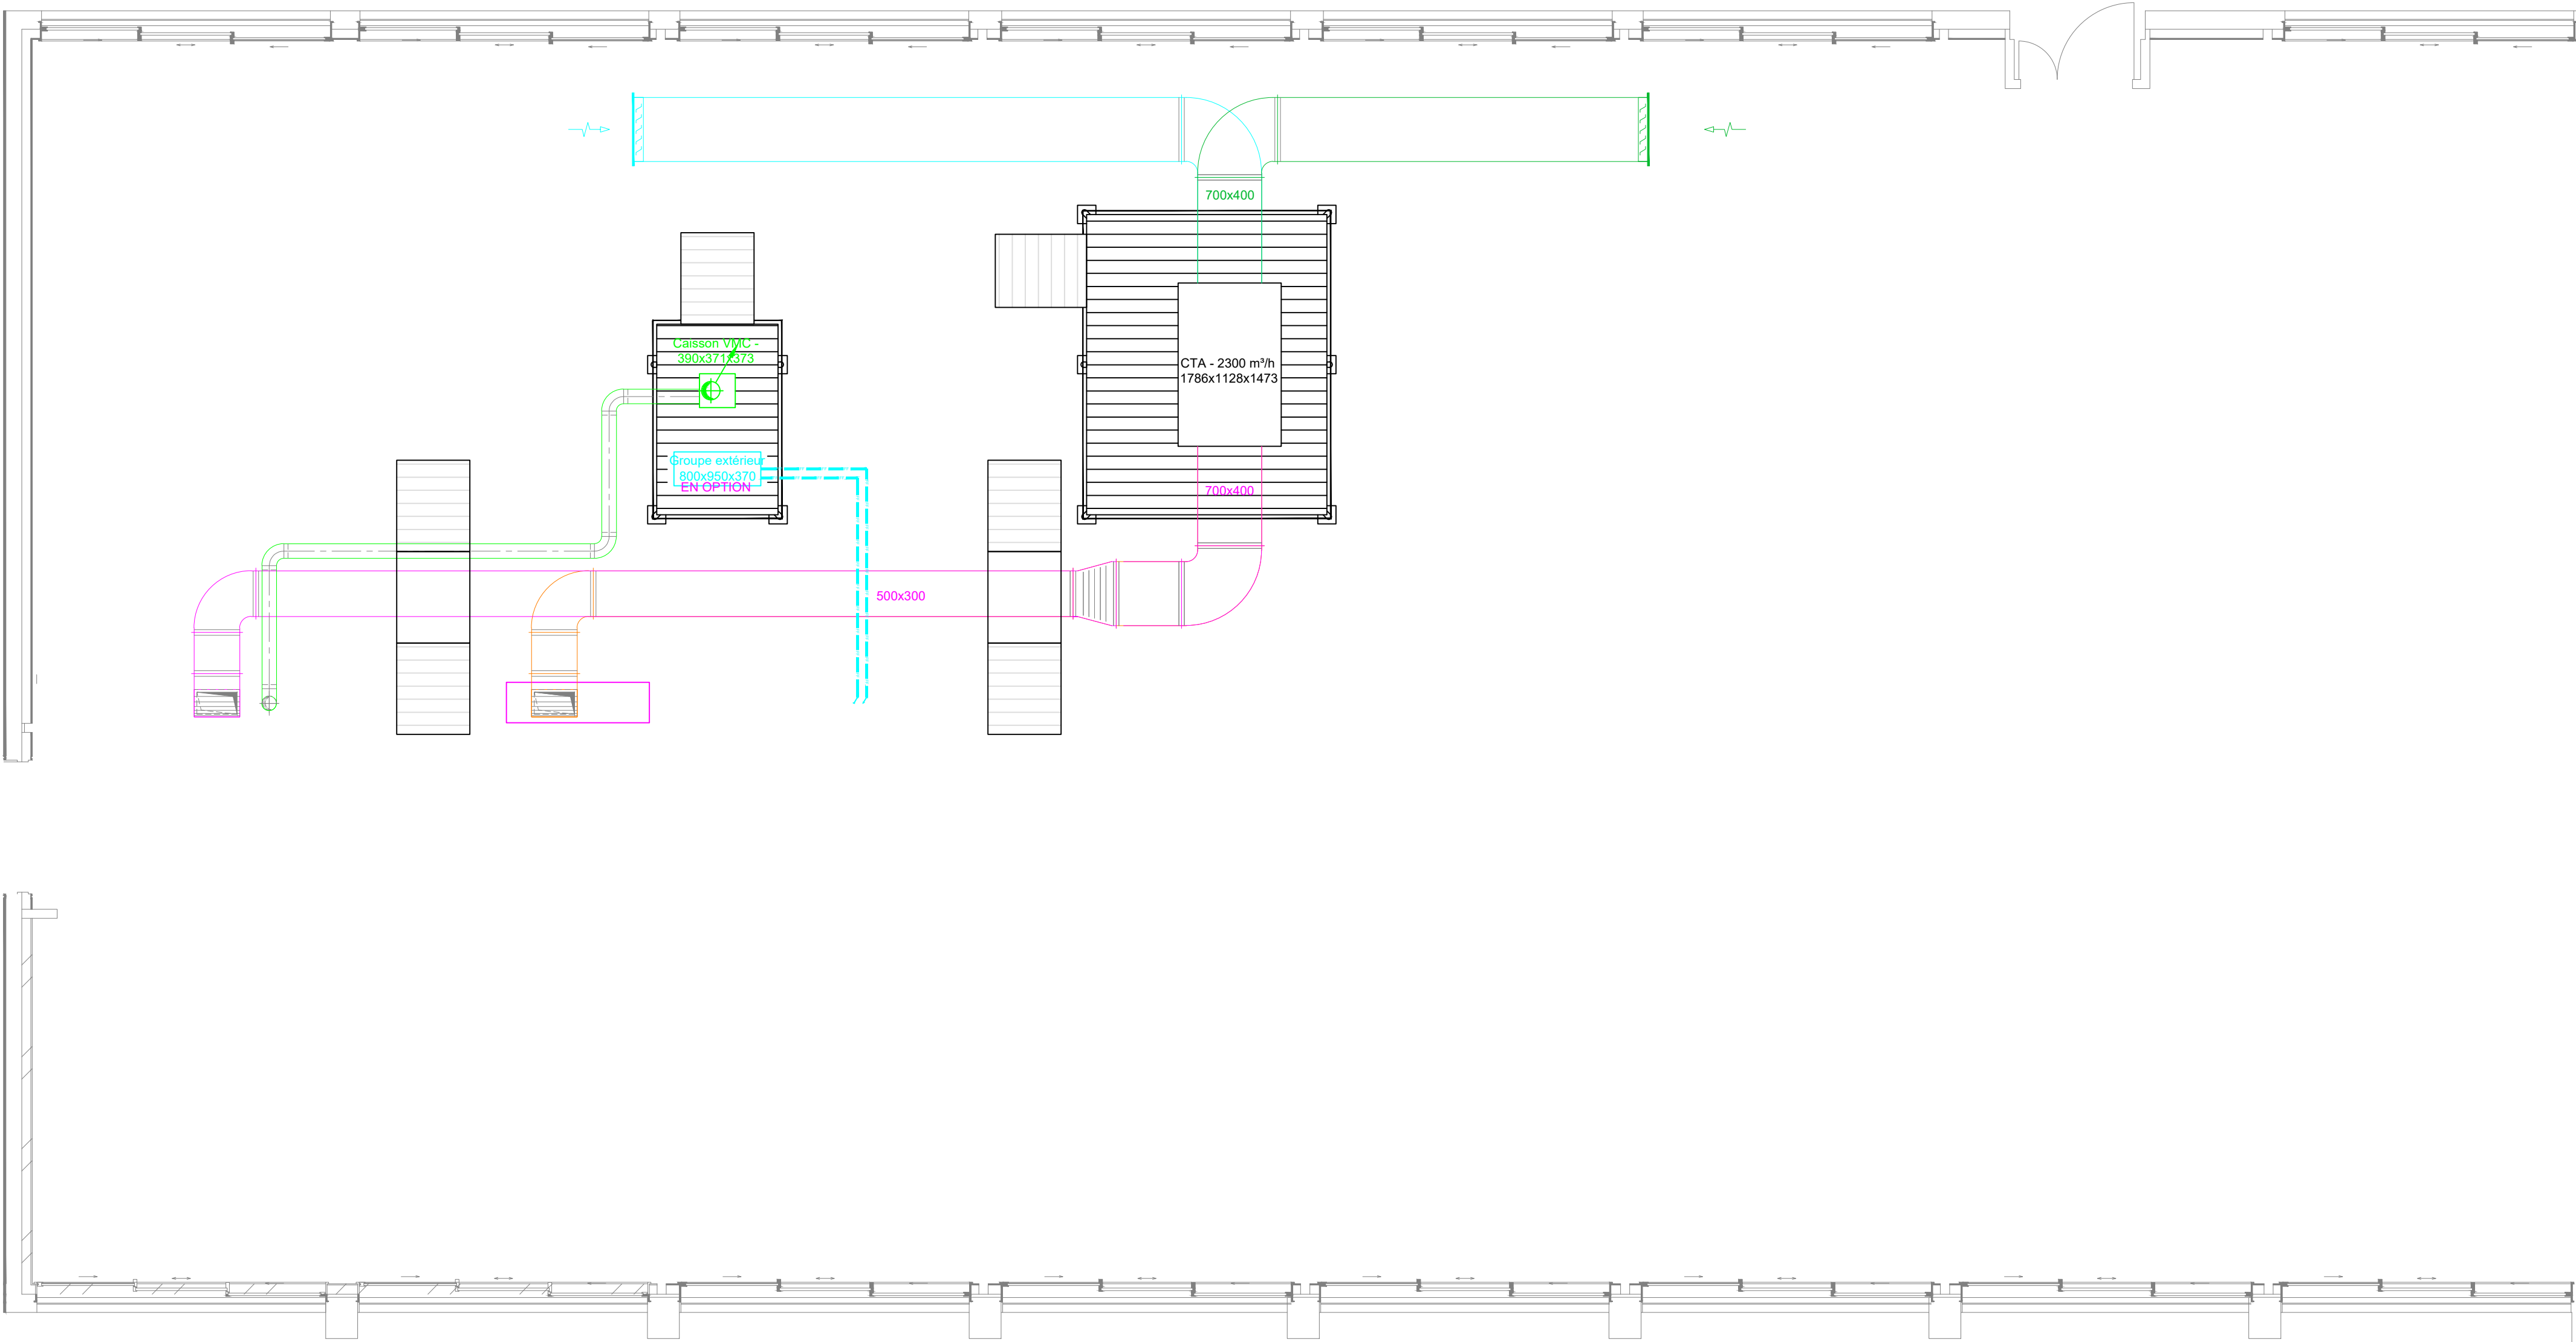 700x400
Caisson VMC -
390x371x373
CTA - 2300 m³/h
1786x1128x1473
Groupe extérieur
800x950x370
EN OPTION
700x400
500x300